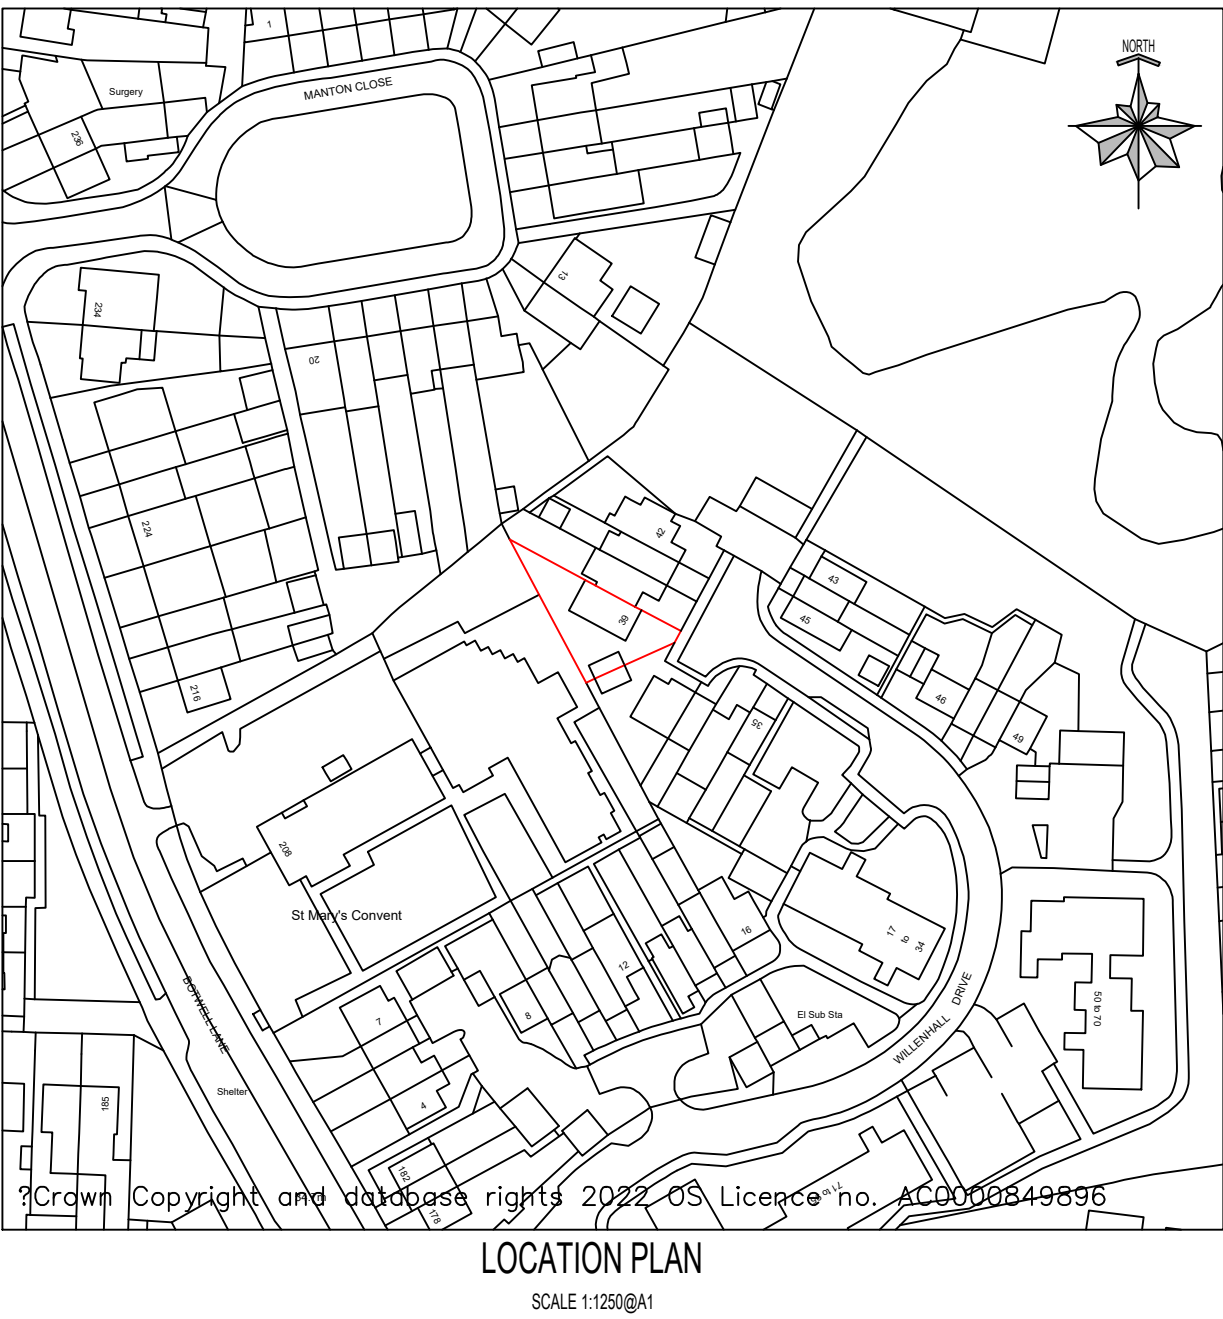 1
NORTH
MANTON CLOSE
Surgery
236
13
234
20
224
42
43
39
45
216
46
35
49
208
St Mary's Convent
16
17
to
34
12
BOTWELL LANE
DRIVE
WILLENHALL
50 to 70
7
8
El Sub Sta
Shelter
185
4
182
178
?Crown Copyright and database rights 2022 OS Licence no. AC0000849896
LOCATION PLAN
SCALE 1:1250@A1